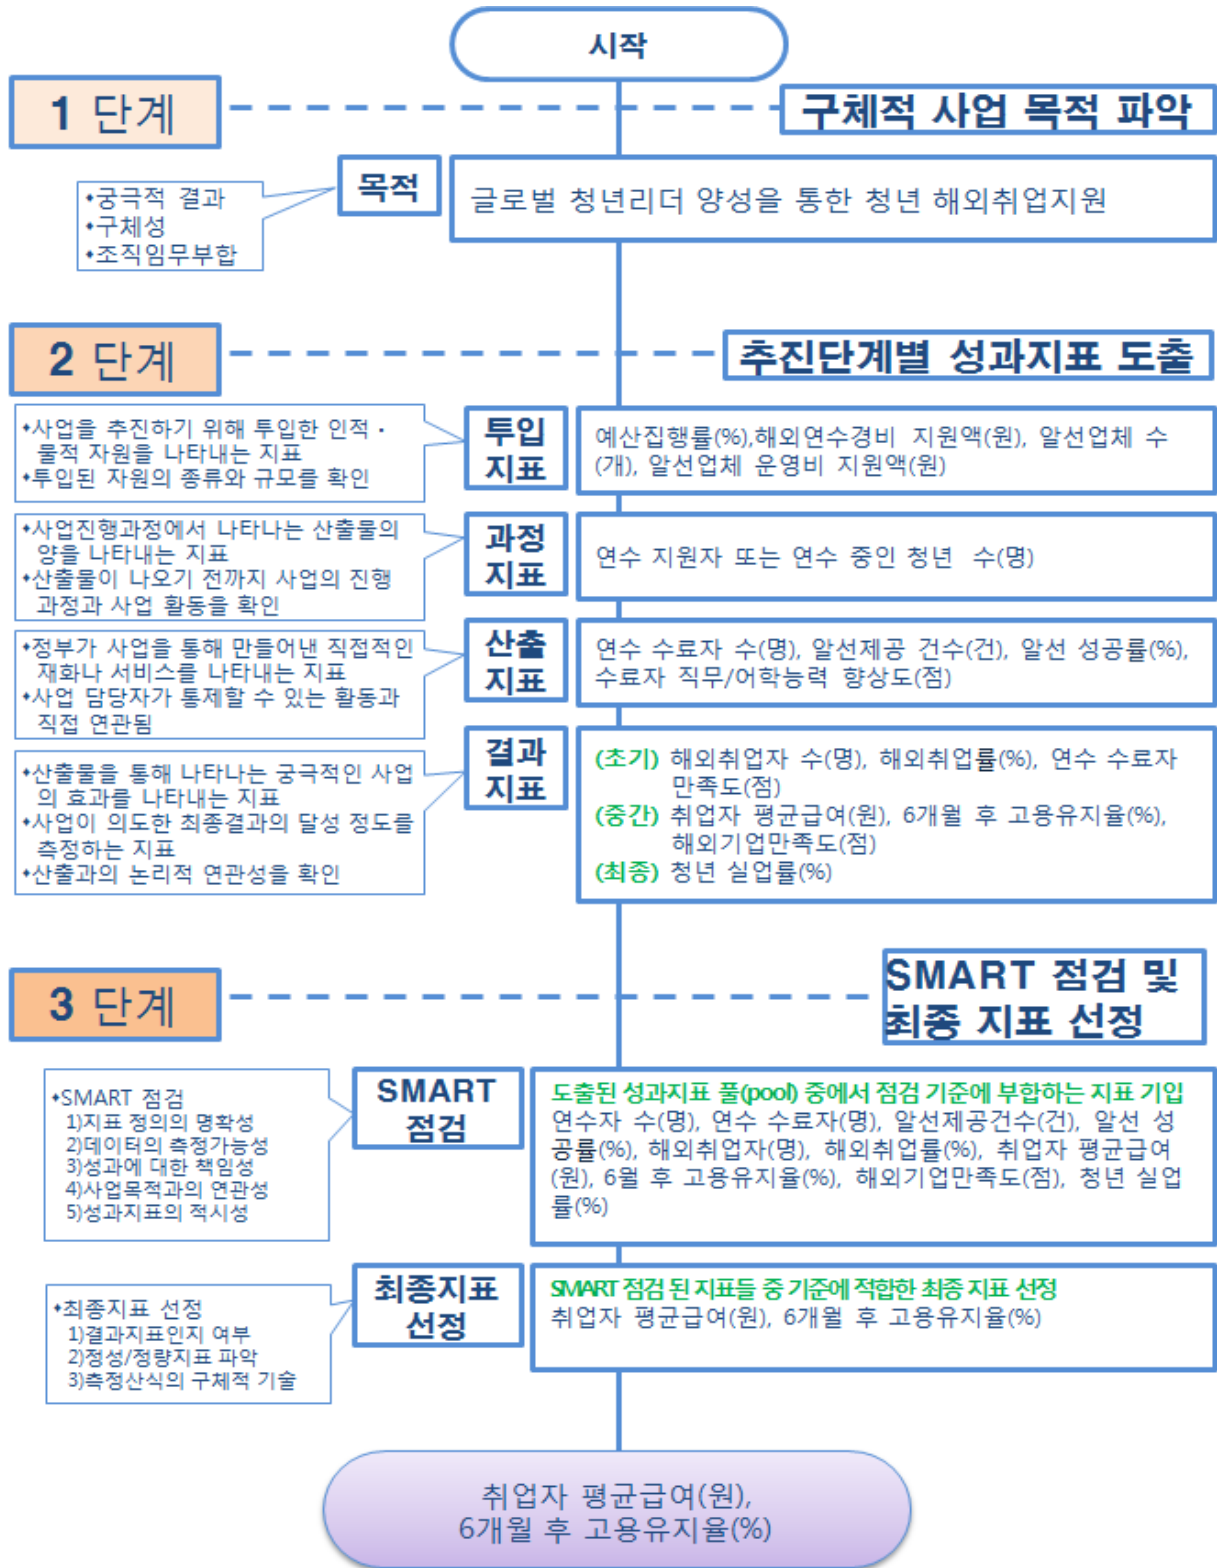 시작
1 단계
구체적 사업 목적 파악
목적
글로벌 청년리더 양성을 통한 청년 해외취업지원
•궁극적 결과
•구체성
•조직임무부합
2 단계
추진단계별 성과지표 도출
•사업을 추진하기 위해 투입한 인적·
물적 자원을 나타내는 지표
•투입된 자원의 종류와 규모를 확인
투입
지표
예산집행률(%),해외연수경비 지원액(원), 알선업체 수
(개), 알선업체 운영비 지원액(원)
•사업진행과정에서 나타나는 산출물의
양을 나타내는 지표
•산출물이 나오기 전까지 사업의 진행
과정과 사업 활동을 확인
과정
지표
연수 지원자 또는 연수 중인 청년 수(명)
•정부가 사업을 통해 만들어낸 직접적인
재화나 서비스를 나타내는 지표
•사업 담당자가 통제할 수 있는 활동과
직접 연관됨
산출
지표
연수 수료자 수(명), 알선제공 건수(건), 알선 성공률(%),
수료자 직무/어학능력 향상도(점)
•산출물을 통해 나타나는 궁극적인 사업
의 효과를 나타내는 지표
•사업이 의도한 최종결과의 달성 정도를
측정하는 지표
•산출과의 논리적 연관성을 확인
결과
지표
(초기) 해외취업자 수(명), 해외취업률(%), 연수 수료자
만족도(점)
(중간) 취업자 평균급여(원), 6개월 후 고용유지율(%),
해외기업만족도(점)
(최종) 청년 실업률(%)
3 단계
SMART 점검 및
최종 지표 선정
•SMART 점검
1)지표 정의의 명확성
2)데이터의 측정가능성
3)성과에 대한 책임성
4)사업목적과의 연관성
5)성과지표의 적시성
SMART
점검
도출된 성과지표 풀(pool) 중에서 점검 기준에 부합하는 지표 기입
연수자 수(명), 연수 수료자(명), 알선제공건수(건), 알선 성
공률(%), 해외취업자(명), 해외취업률(%), 취업자 평균급여
(원), 6월 후 고용유지율(%), 해외기업만족도(점), 청년 실업
률(%)
•최종지표 선정
1)결과지표인지 여부
2)정성/정량지표 파악
3)측정산식의 구체적 기술
최종지표
선정
SMART 점검 된 지표들 중 기준에 적합한 최종 지표 선정
취업자 평균급여(원), 6개월 후 고용유지율(%)
취업자 평균급여(원),
6개월 후 고용유지율(%)